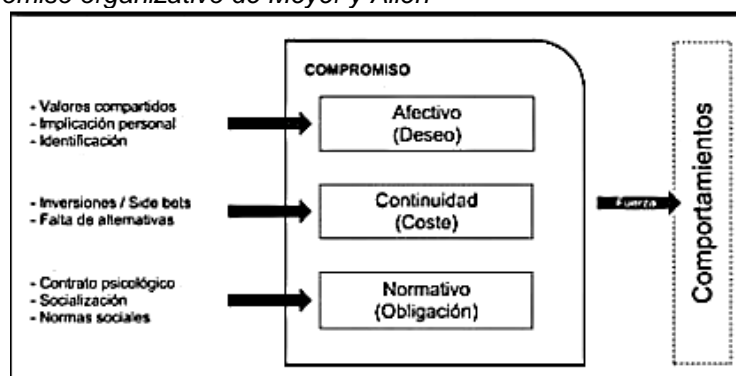 organizativo de Meyer y Allen
COMPROMISO
- Valores compartidos
- Implicación personal
- Identificación
Afectivo
(Deseo)
- Inversiones / Side bets
- Falta de alternativas
Continuidad
(Coste)
Fuerza
Comportamientos
- Contrato psicológico
- Socialización
- Normas sociales
Normativo
(Obligación)